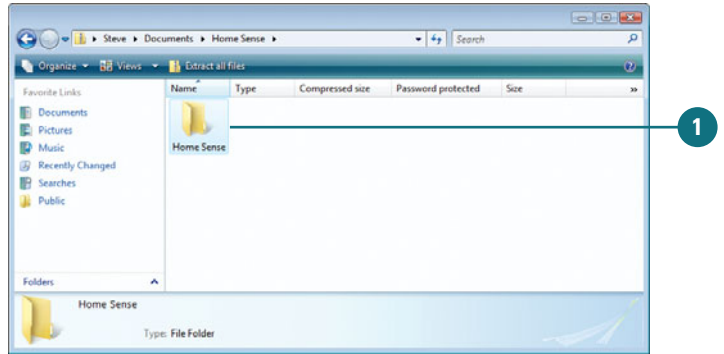 Steve Documents Home Sense Search
Organize Views Extract all files
Favorite Links Name Type Compressed size Password protected Size »
Documents
Pictures
Music
Recently Changed
Searches
Public
Home Sense
1
Folders
Home Sense
Type: File Folder